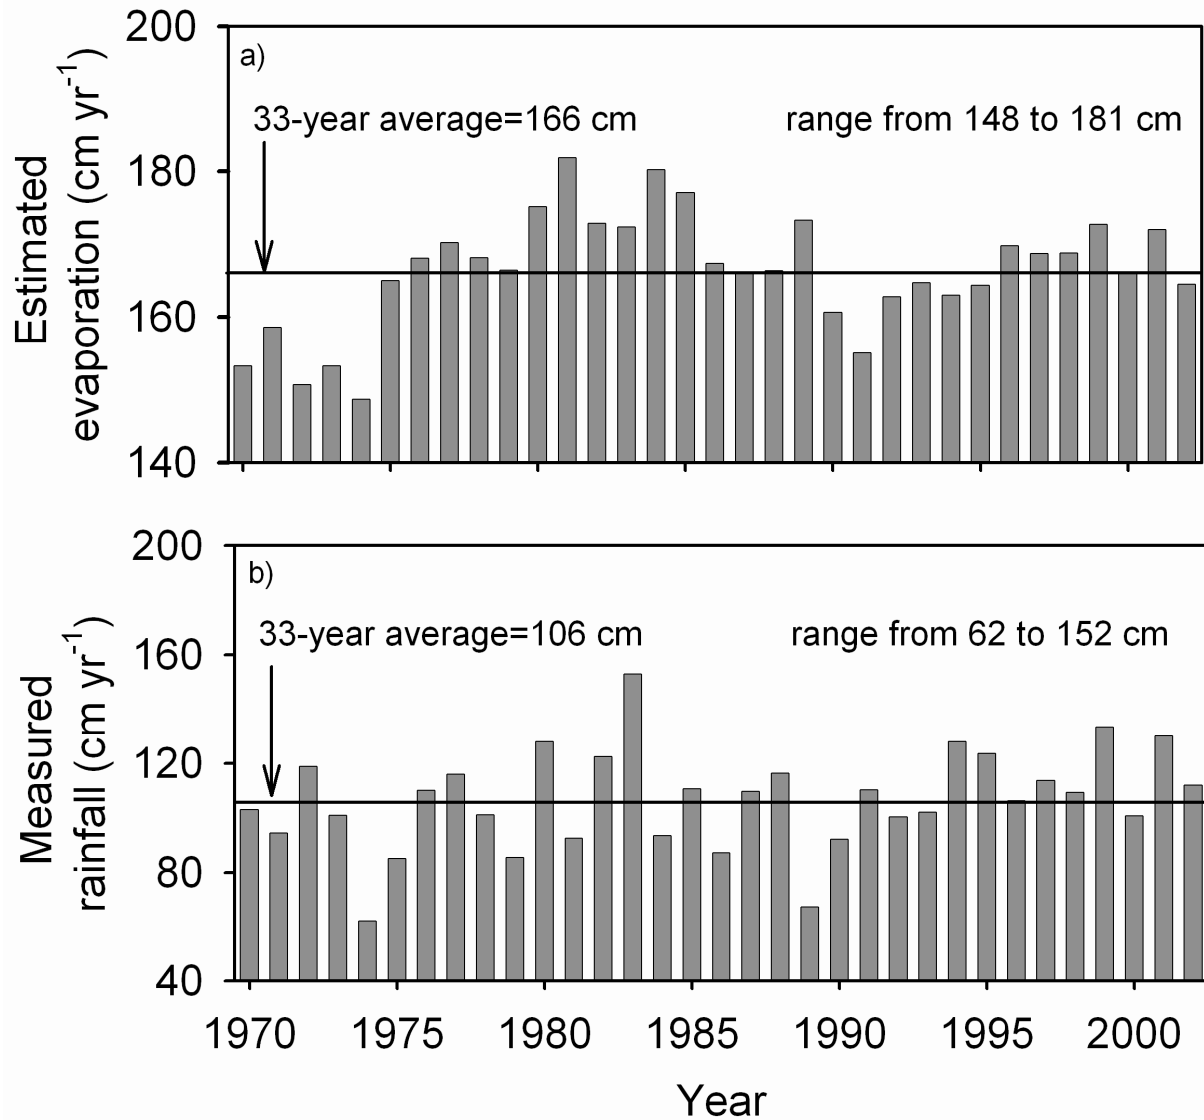 200
a)
33-year average=166 cm
range from 148 to 181 cm
180
160
140
Estimated
evaporation (cm yr-1)
200
b)
33-year average=106 cm
range from 62 to 152 cm
160
120
80
40
Measured
rainfall (cm yr-1)
1970 1975 1980 1985 1990 1995 2000
Year